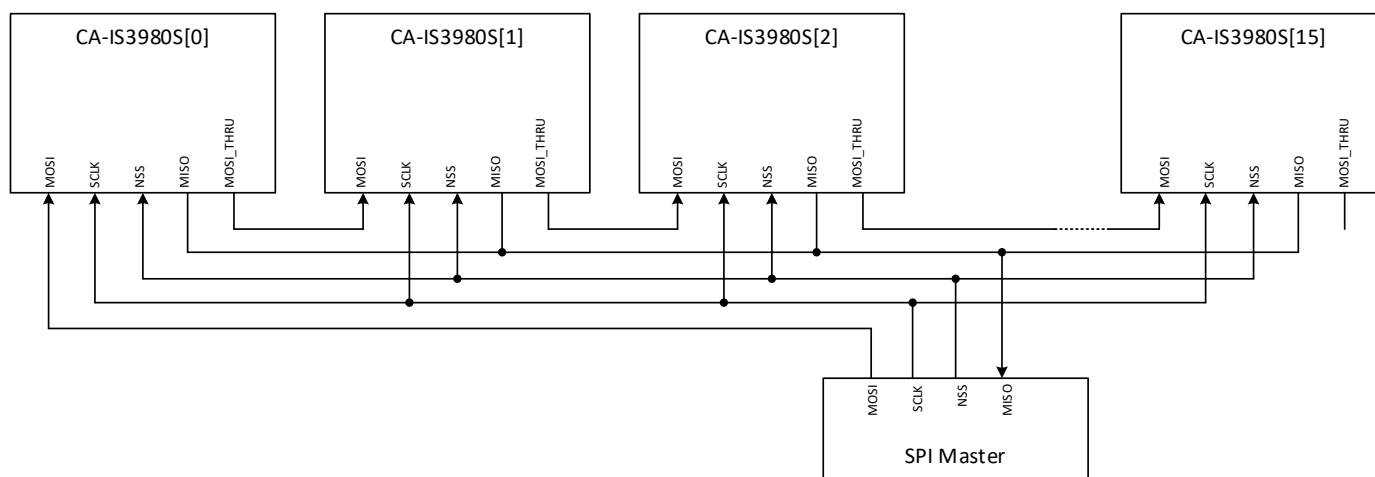 CA-IS3980S[0]
CA-IS3980S[1]
CA-IS3980S[2]
CA-IS3980S[15]
MOSI
SCLK
NSS
MISO
MOSI_THRU
MOSI
SCLK
NSS
MISO
MOSI_THRU
MOSI
SCLK
NSS
MISO
MOSI_THRU
MOSI
SCLK
NSS
MISO
MOSI_THRU
MOSI
SCLK
NSS
MISO
SPI Master